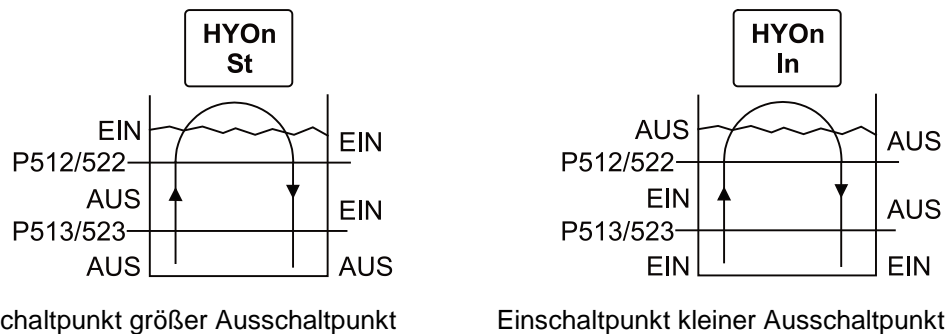 HYOn
St
EIN
EIN
P512/522
AUS
EIN
P513/523
AUS
AUS
chaltpunkt größer Ausschaltpunkt
HYOn
In
AUS
AUS
P512/522
EIN
AUS
P513/523
EIN
EIN
Einschaltpunkt kleiner Ausschaltpunkt